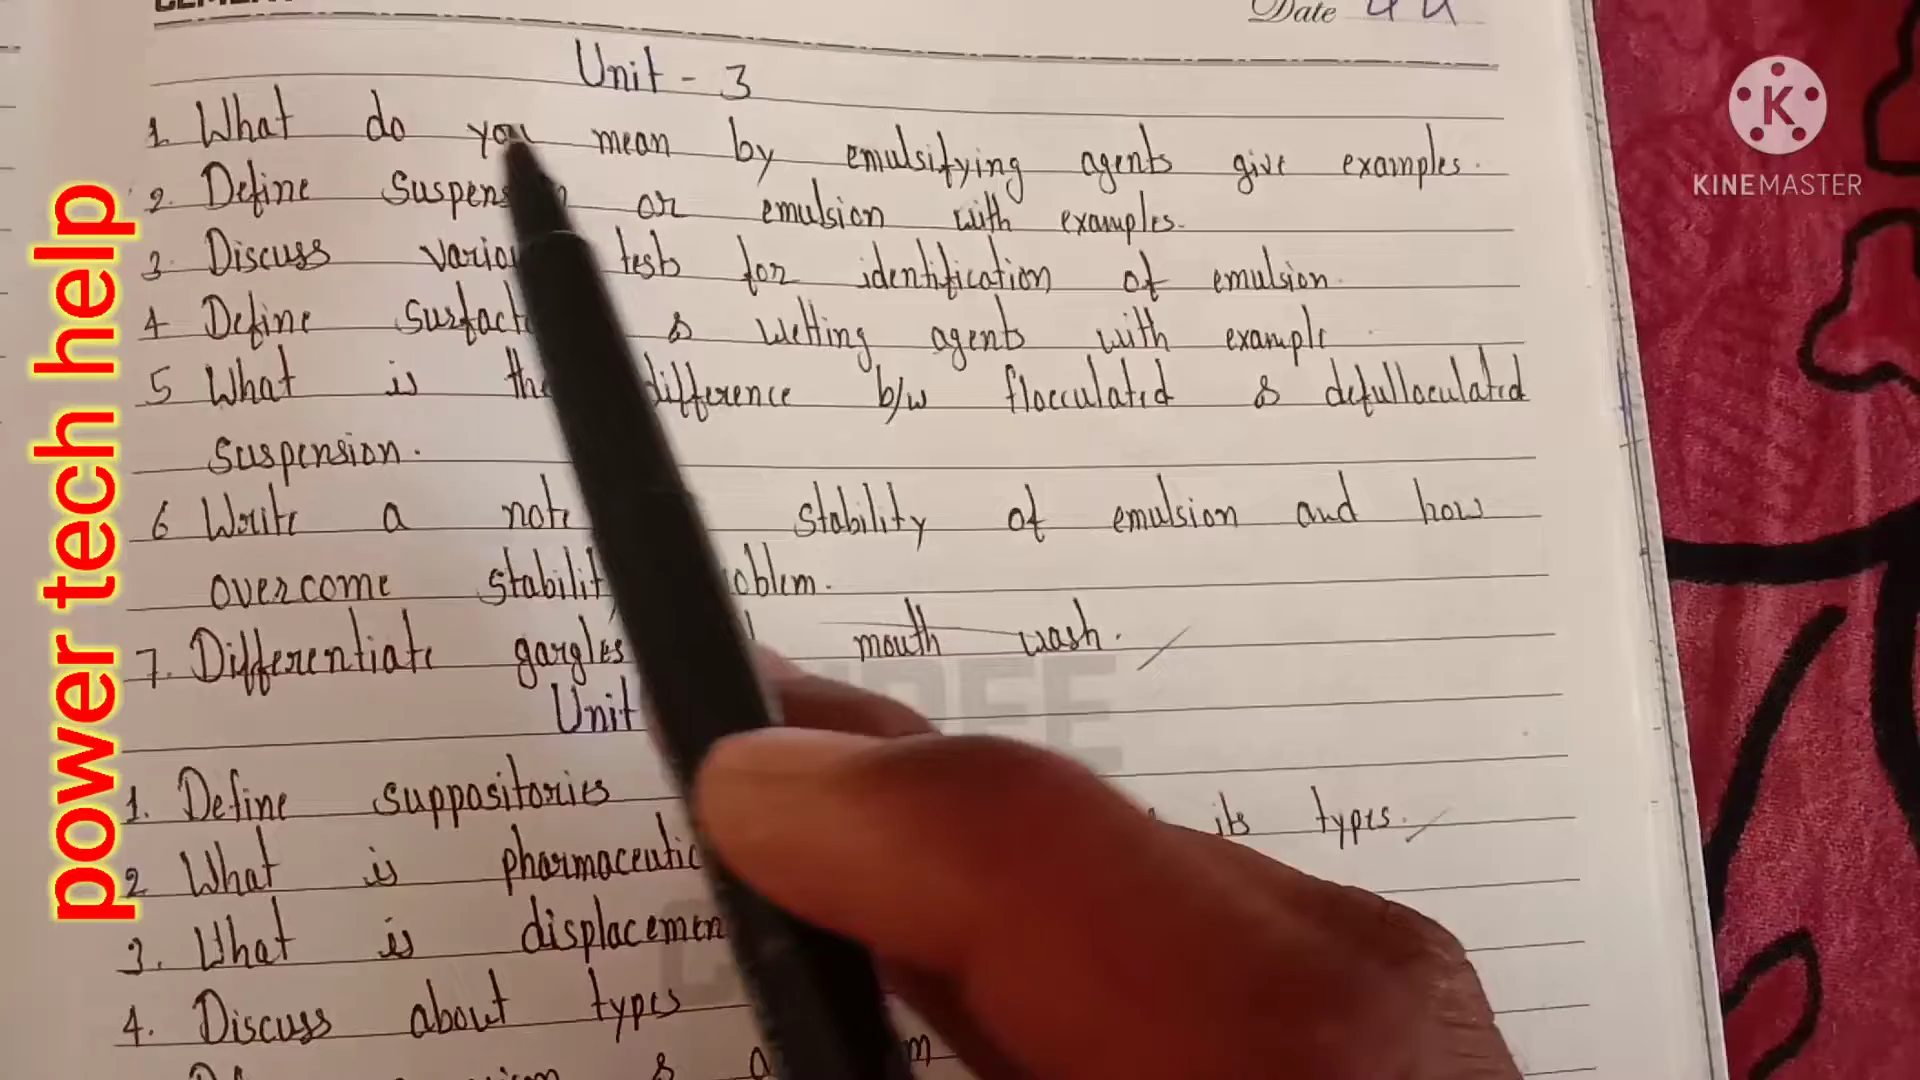 Date
Unit - 3
1. What do you mean by emulsifying agents give examples.
2. Define or emulsion with examples.
3. Discuss tests for identification of emulsion.
4 Define & wetting agents with example
5 What is the difference b/w flocculated & defulloculated
suspension.
6 Write a note stability of emulsion and how
overcome oblem.
7. Differentiate gargles mouth wash.
Unit
1. Define suppositories its types.
2 What is
3. What is
4. Discuss about types
&
power tech help
K
KINEMASTER